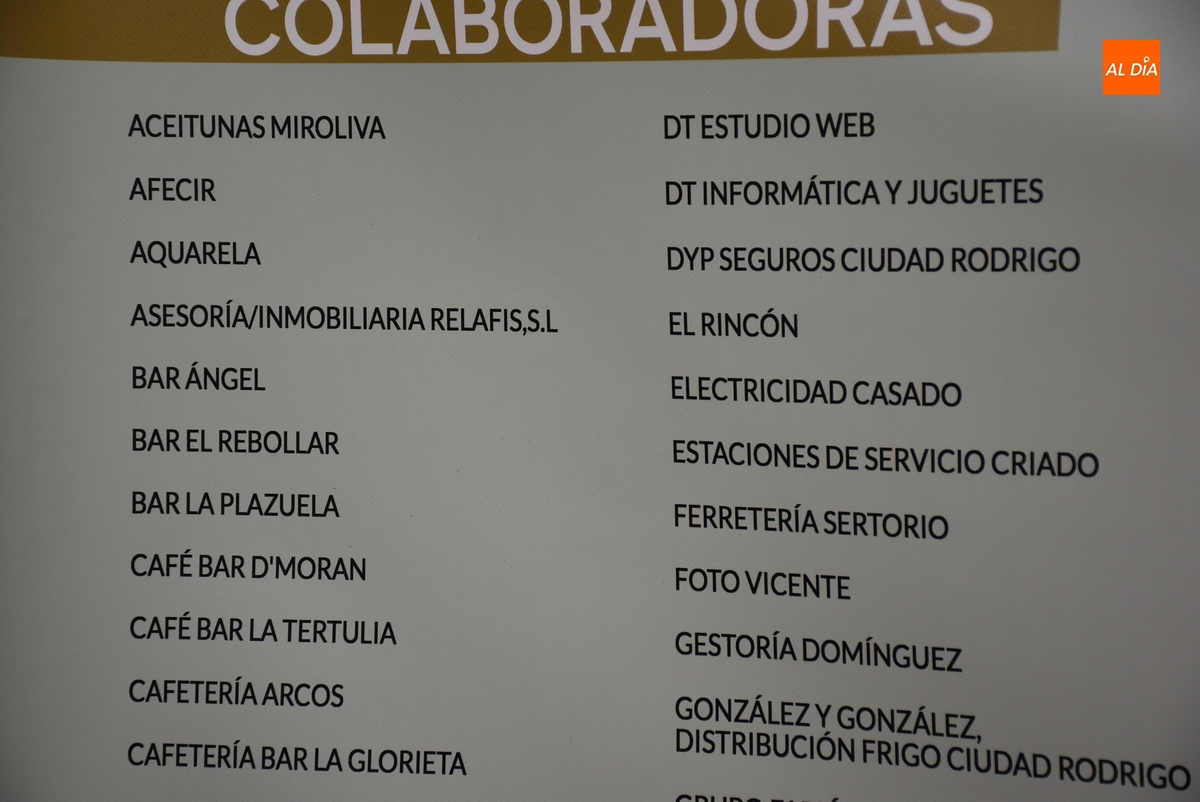 COLABORADORAS
AL DÍA
ACEITUNAS MIROLIVA
AFECIR
AQUARELA
ASESORÍA/INMOBILIARIA RELAFIS,S.L
BAR ÁNGEL
BAR EL REBOLLAR
BAR LA PLAZUELA
CAFÉ BAR D'MORAN
CAFÉ BAR LA TERTULIA
CAFETERÍA ARCOS
CAFETERÍA BAR LA GLORIETA
DT ESTUDIO WEB
DT INFORMÁTICA Y JUGUETES
DYP SEGUROS CIUDAD RODRIGO
EL RINCÓN
ELECTRICIDAD CASADO
ESTACIONES DE SERVICIO CRIADO
FERRETERÍA SERTORIO
FOTO VICENTE
GESTORÍA DOMÍNGUEZ
GONZÁLEZ Y GONZÁLEZ,
DISTRIBUCIÓN FRIGO CIUDAD RODRIGO